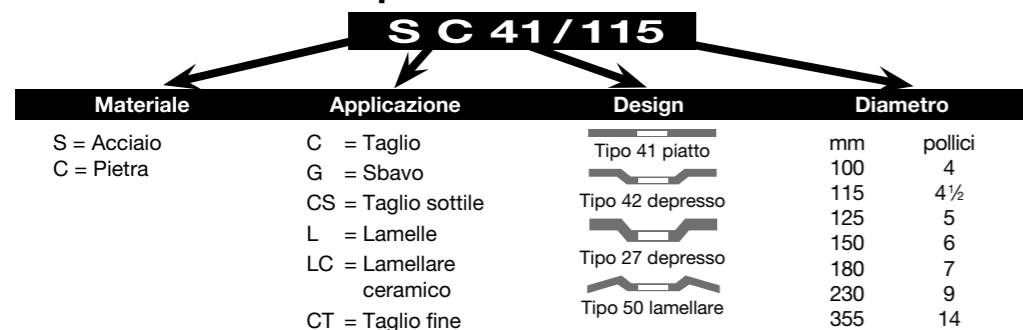 S C 41/115
Materiale Applicazione Design Diametro
S = Acciaio
C = Pietra
C = Taglio
G = Sbavo
CS = Taglio sottile
L = Lamelle
LC = Lamellare
ceramico
CT = Taglio fine
Tipo 41 piatto
Tipo 42 depresso
Tipo 27 depresso
Tipo 50 lamellare
mm pollici
100 4
115 4½
125 5
150 6
180 7
230 9
355 14